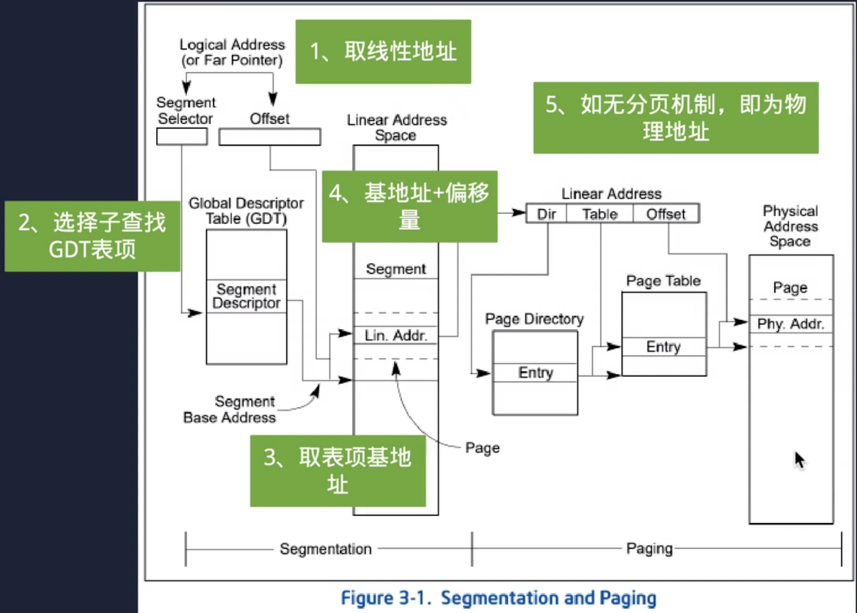 Logical Address
(or Far Pointer)
1、取线性地址
Segment
Selector
Offset
Linear Address
Space
5、如无分页机制，即为物
理地址
2、选择子查找
GDT表项
Global Descriptor
Table (GDT)
4、基地址+偏移
量
Linear Address
Dir
Table
Offset
Physical
Address
Space
Segment
Segment
Descriptor
Page Table
Page
Lin. Addr.
Page Directory
Phy. Addr.
Entry
Entry
Segment
Base Address
3、取表项基地
址
Page
Segmentation
Paging
Figure 3-1. Segmentation and Paging